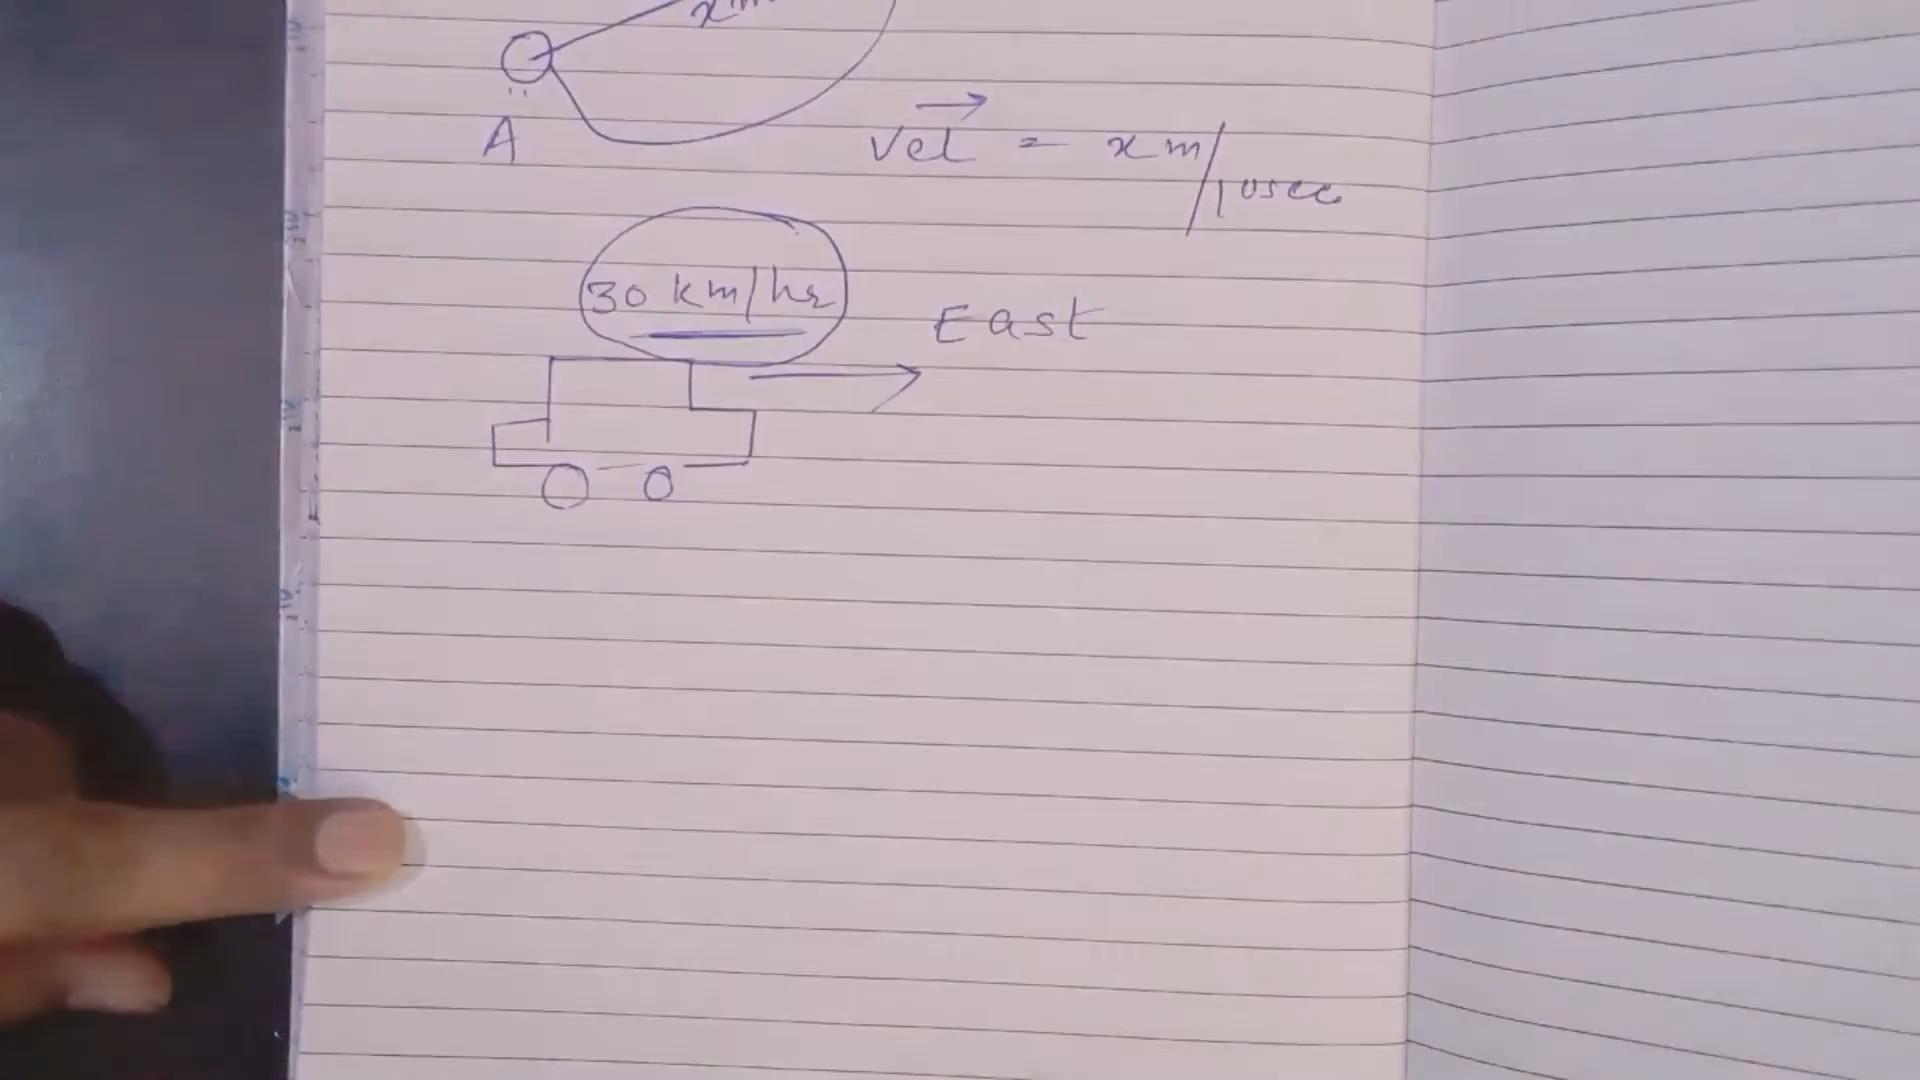 x m
A
Vel = x m/10sec
30 km/hr
East